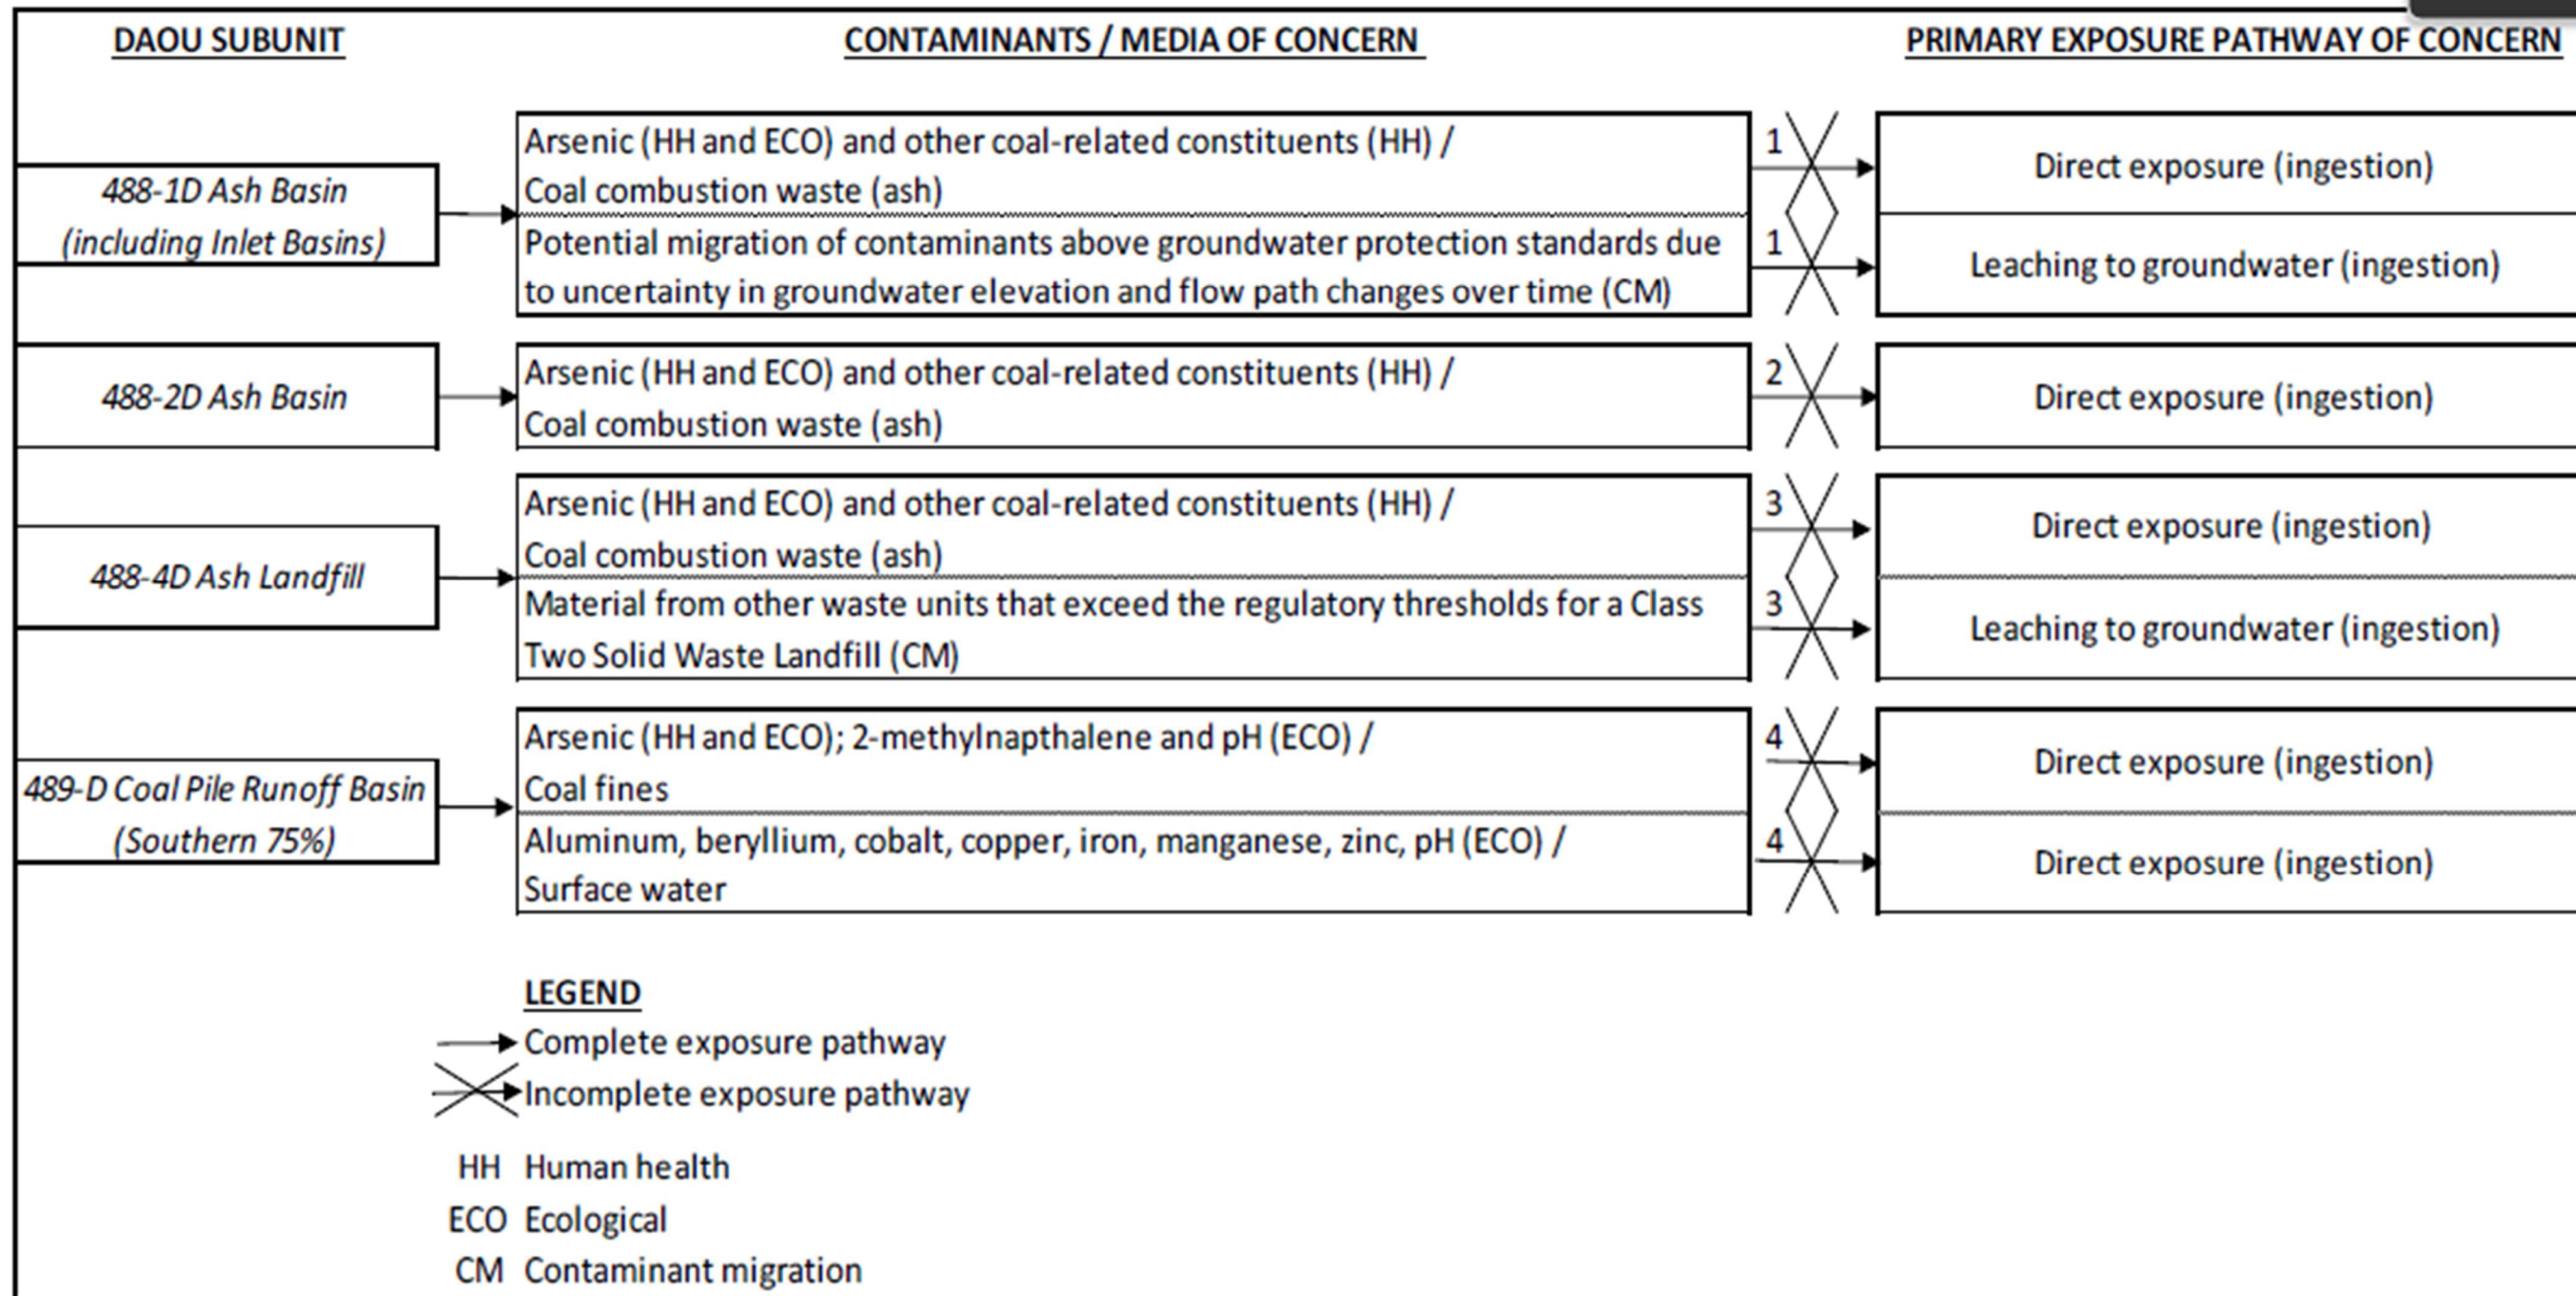 DAOU SUBUNIT
CONTAMINANTS / MEDIA OF CONCERN
PRIMARY EXPOSURE PATHWAY OF CONCERN
488-1D Ash Basin
(including Inlet Basins)
Arsenic (HH and ECO) and other coal-related constituents (HH) /
Coal combustion waste (ash)
1
Direct exposure (ingestion)
Potential migration of contaminants above groundwater protection standards due
to uncertainty in groundwater elevation and flow path changes over time (CM)
1
Leaching to groundwater (ingestion)
488-2D Ash Basin
Arsenic (HH and ECO) and other coal-related constituents (HH) /
Coal combustion waste (ash)
2
Direct exposure (ingestion)
488-4D Ash Landfill
Arsenic (HH and ECO) and other coal-related constituents (HH) /
Coal combustion waste (ash)
3
Direct exposure (ingestion)
Material from other waste units that exceed the regulatory thresholds for a Class
Two Solid Waste Landfill (CM)
3
Leaching to groundwater (ingestion)
489-D Coal Pile Runoff Basin
(Southern 75%)
Arsenic (HH and ECO); 2-methylnapthalene and pH (ECO) /
Coal fines
4
Direct exposure (ingestion)
Aluminum, beryllium, cobalt, copper, iron, manganese, zinc, pH (ECO) /
Surface water
4
Direct exposure (ingestion)
LEGEND
Complete exposure pathway
Incomplete exposure pathway
HH Human health
ECO Ecological
CM Contaminant migration